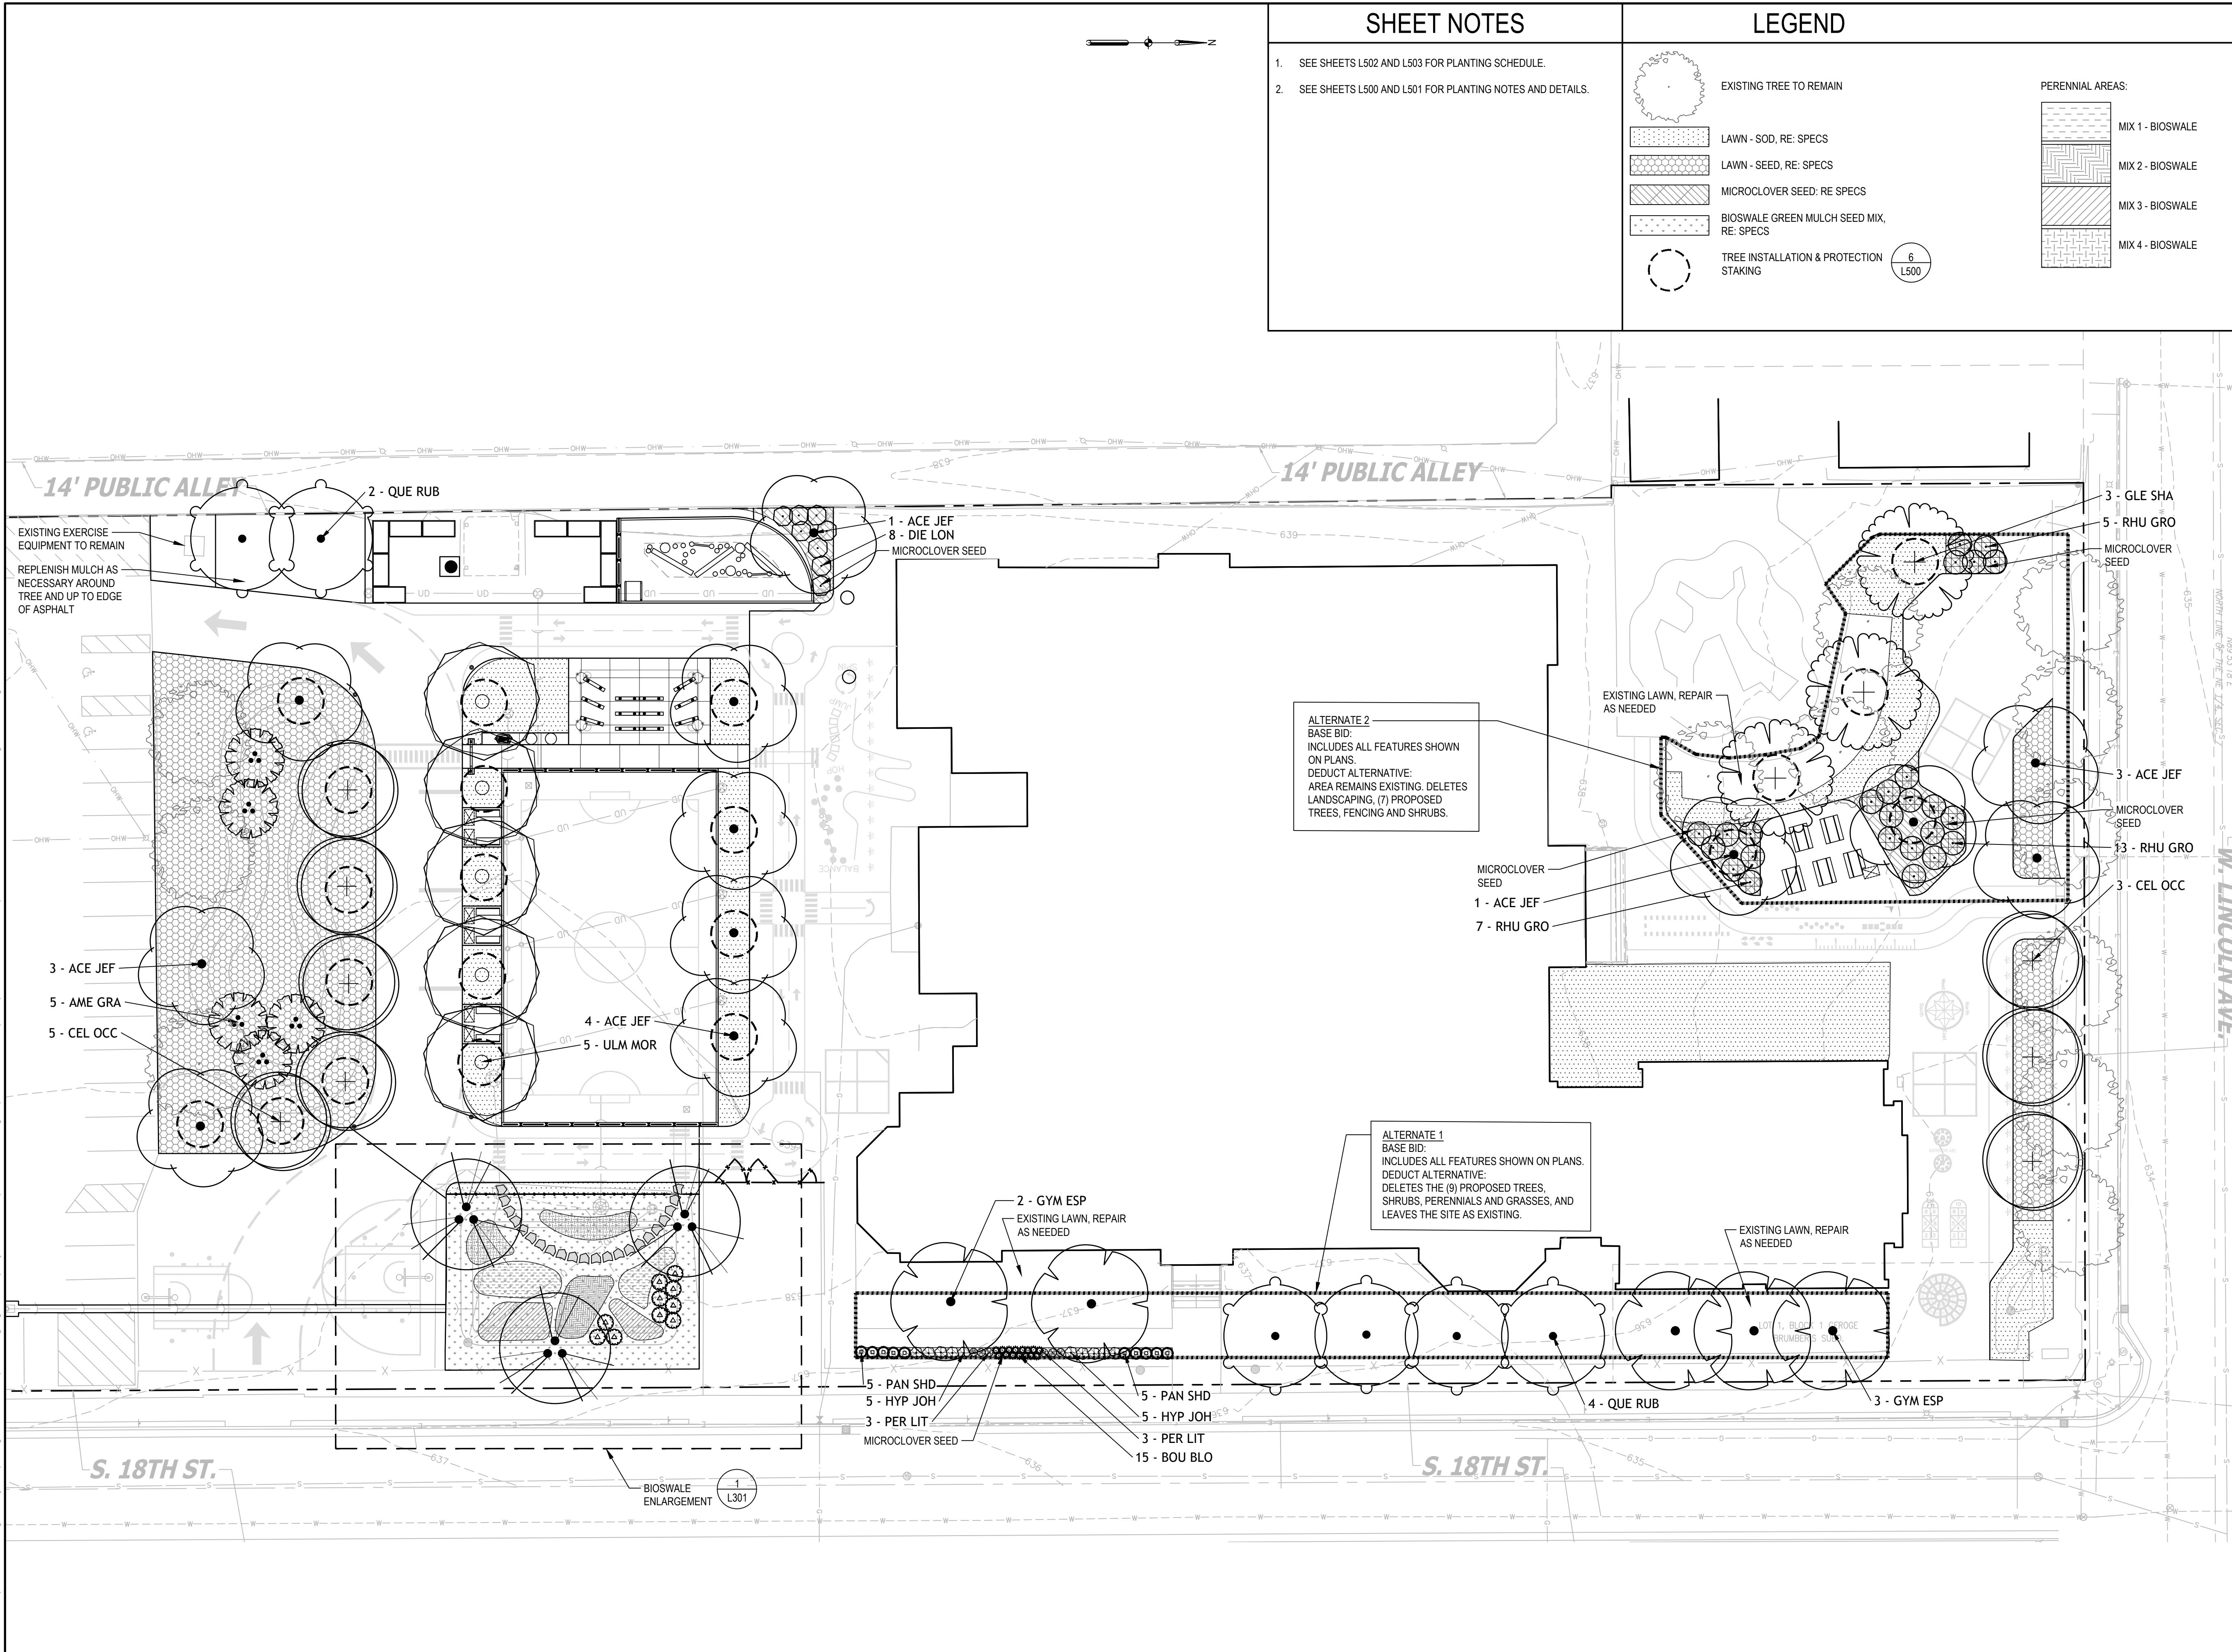 SHEET NOTES
1. SEE SHEETS L502 AND L503 FOR PLANTING SCHEDULE.
2. SEE SHEETS L500 AND L501 FOR PLANTING NOTES AND DETAILS.
LEGEND
EXISTING TREE TO REMAIN
LAWN - SOD, RE: SPECS
LAWN - SEED, RE: SPECS
MICROCLOVER SEED: RE SPECS
BIOSWALE GREEN MULCH SEED MIX,
RE: SPECS
TREE INSTALLATION & PROTECTION
STAKING
6
L500
PERENNIAL AREAS:
MIX 1 - BIOSWALE
MIX 2 - BIOSWALE
MIX 3 - BIOSWALE
MIX 4 - BIOSWALE
N
14' PUBLIC ALLEY
14' PUBLIC ALLEY
2 - QUE RUB
EXISTING EXERCISE
EQUIPMENT TO REMAIN
REPLENISH MULCH AS
NECESSARY AROUND
TREE AND UP TO EDGE
OF ASPHALT
1 - ACE JEF
8 - DIE LON
MICROCLOVER SEED
3 - GLE SHA
5 - RHU GRO
MICROCLOVER
SEED
EXISTING LAWN, REPAIR
AS NEEDED
ALTERNATE 2
BASE BID:
INCLUDES ALL FEATURES SHOWN
ON PLANS.
DEDUCT ALTERNATIVE:
AREA REMAINS EXISTING. DELETES
LANDSCAPING, (7) PROPOSED
TREES, FENCING AND SHRUBS.
3 - ACE JEF
MICROCLOVER
SEED
13 - RHU GRO
3 - CEL OCC
MICROCLOVER
SEED
1 - ACE JEF
7 - RHU GRO
3 - ACE JEF
5 - AME GRA
5 - CEL OCC
4 - ACE JEF
5 - ULM MOR
SPIN
JUMP
HOP
BALANCE
W. LINCOLN AVE.
ALTERNATE 1
BASE BID:
INCLUDES ALL FEATURES SHOWN ON PLANS.
DEDUCT ALTERNATIVE:
DELETES THE (9) PROPOSED TREES,
SHRUBS, PERENNIALS AND GRASSES, AND
LEAVES THE SITE AS EXISTING.
2 - GYM ESP
EXISTING LAWN, REPAIR
AS NEEDED
EXISTING LAWN, REPAIR
AS NEEDED
LOT 1, BLOCK 1 GEROGE
BRUMBERS SUB.
5 - PAN SHD
5 - HYP JOH
3 - PER LIT
MICROCLOVER SEED
5 - PAN SHD
5 - HYP JOH
3 - PER LIT
15 - BOU BLO
4 - QUE RUB
3 - GYM ESP
S. 18TH ST.
S. 18TH ST.
BIOSWALE
ENLARGEMENT
1
L301